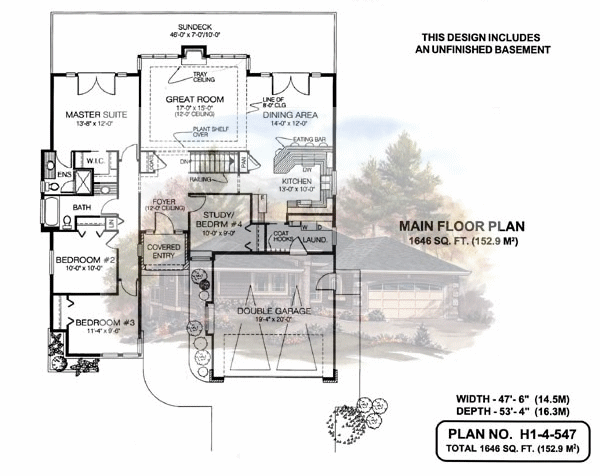 SUNDECK
46'-0" x 7'-0"/10'-0"
THIS DESIGN INCLUDES
AN UNFINISHED BASEMENT
TRAY
CEILING
MASTER SUITE
13'-8" x 12'-0"
GREAT ROOM
17'-0" x 15'-0"
(12'-0" CEILING)
LINE OF
8'-0" CLG
DINING AREA
14'-0" x 12'-0"
PLANT SHELF
OVER
EATING BAR
W.I.C.
ENS
DN
RAILING
PAN
DW
KITCHEN
13'-0" x 10'-0"
BATH
LIN
FOYER
(12'-0" CEILING)
STUDY/
BEDR'M #4
10'-0" x 9'-0"
COAT
HOOKS
W
D
LAUND.
MAIN FLOOR PLAN
1646 SQ. FT. (152.9 M²)
COVERED
ENTRY
BEDROOM #2
10'-0" x 10'-0"
BEDROOM #3
11'-4" x 9'-6"
DOUBLE GARAGE
19'-4" x 20'-0"
WIDTH - 47'- 6" (14.5M)
DEPTH - 53'- 4" (16.3M)
PLAN NO. H1-4-547
TOTAL 1646 SQ. FT. (152.9 M²)